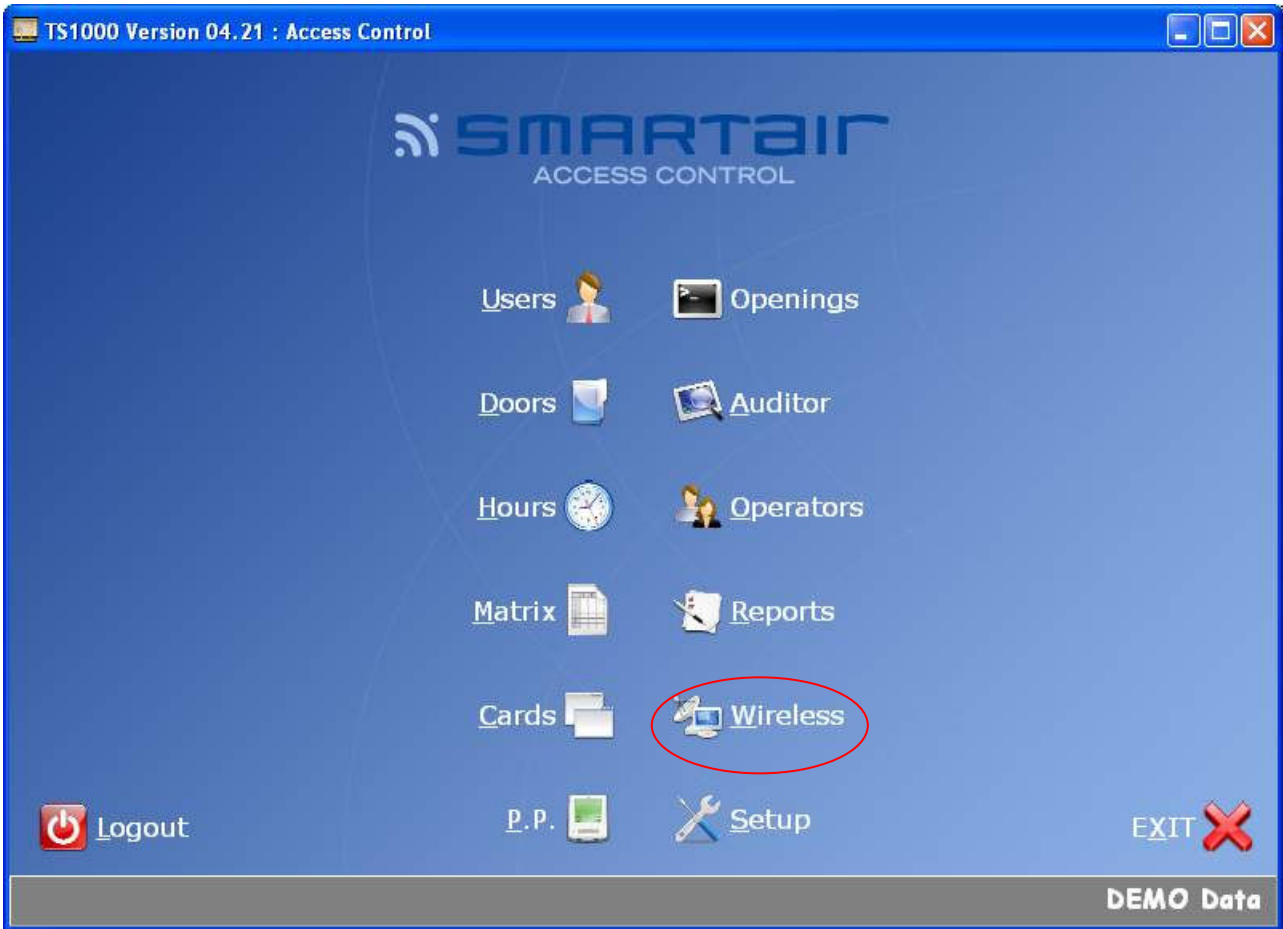 TS1000 Version 04.21 : Access Control
SMARTair
ACCESS CONTROL
Users Openings
Doors Auditor
Hours Operators
Matrix Reports
Cards Wireless
Logout P.P. Setup EXIT
DEMO Data